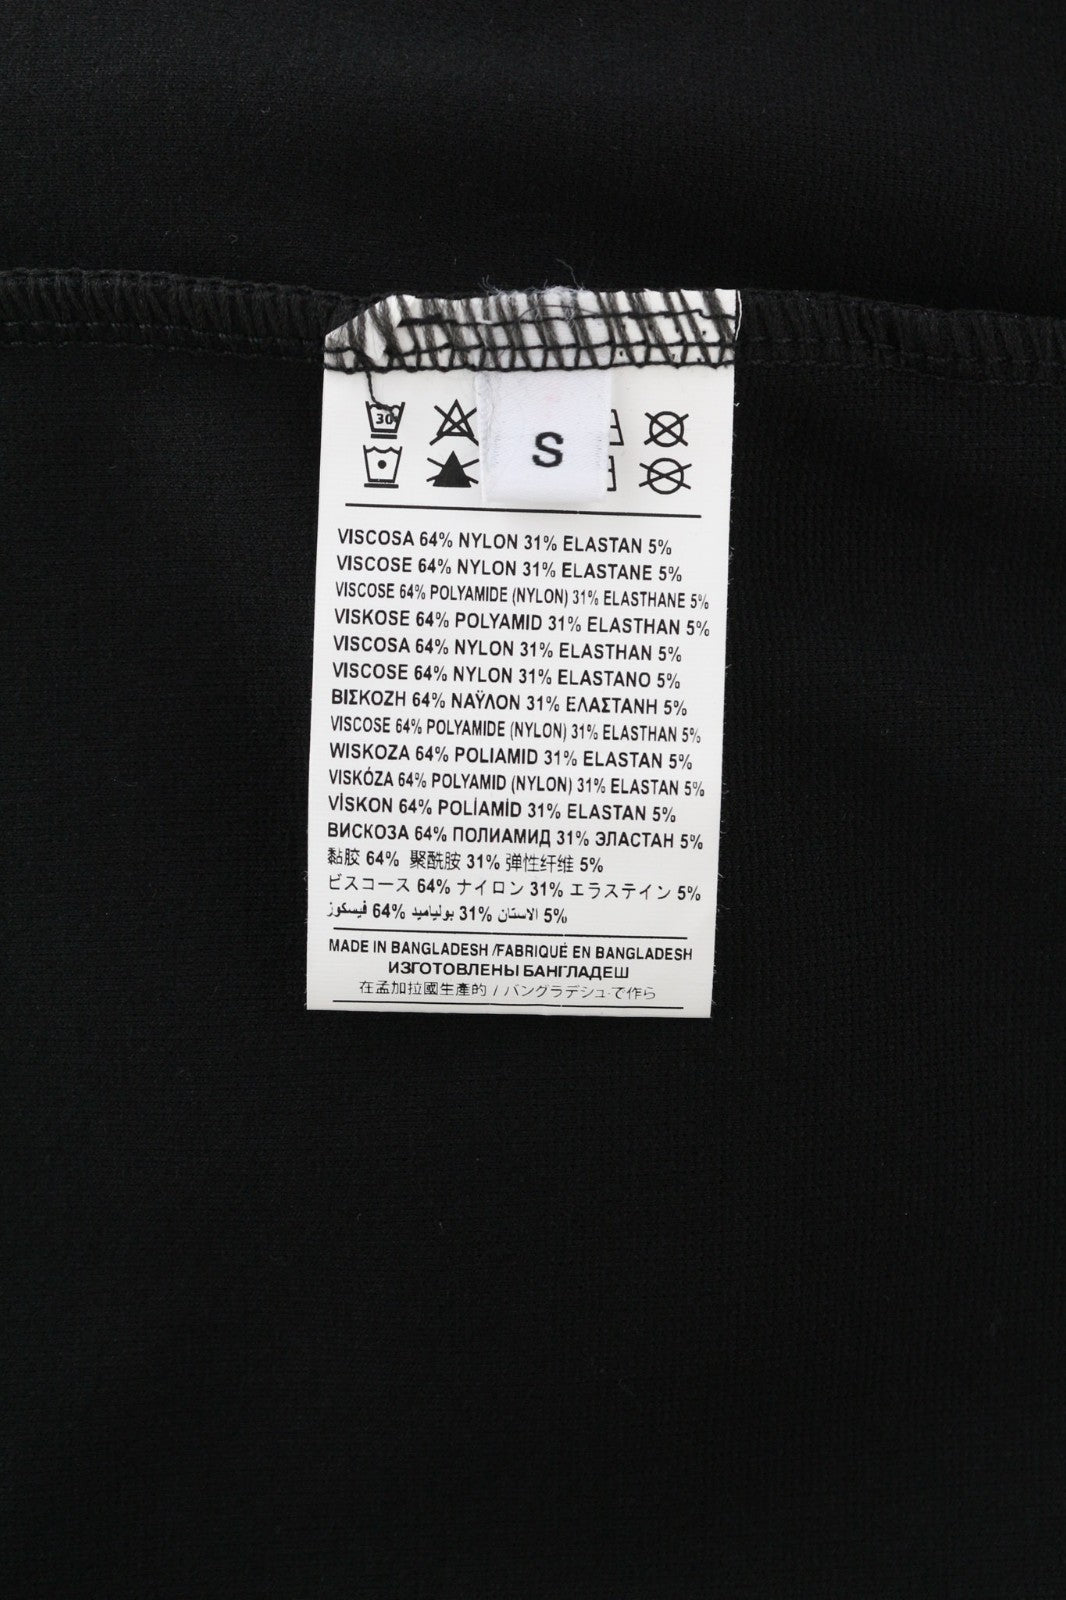 30
S
VISCOSA 64% NYLON 31% ELASTAN 5%
VISCOSE 64% NYLON 31% ELASTANE 5%
VISCOSE 64% POLYAMIDE (NYLON) 31% ELASTHANE 5%
VISKOSE 64% POLYAMID 31% ELASTHAN 5%
VISCOSA 64% NYLON 31% ELASTHAN 5%
VISCOSE 64% NYLON 31% ELASTANO 5%
ΒΙΣΚΟΖΗ 64% ΝΑΫΛΟΝ 31% ΕΛΑΣΤΑΝΗ 5%
VISCOSE 64% POLYAMIDE (NYLON) 31% ELASTHAN 5%
WISKOZA 64% POLIAMID 31% ELASTAN 5%
VISKÓZA 64% POLYAMID (NYLON) 31% ELASTAN 5%
VİSKON 64% POLİAMİD 31% ELASTAN 5%
ВИСКОЗА 64% ПОЛИАМИД 31% ЭЛАСТАН 5%
黏胶 64% 聚酰胺 31% 弹性纤维 5%
ビスコース 64% ナイロン 31% エラステイン 5%
فيسكوز 64% بولياميد 31% الاستان 5%
MADE IN BANGLADESH /FABRIQUÉ EN BANGLADESH
ИЗГОТОВЛЕНЫ БАНГЛАДЕШ
在孟加拉國生產的 / バングラデシュで作ら